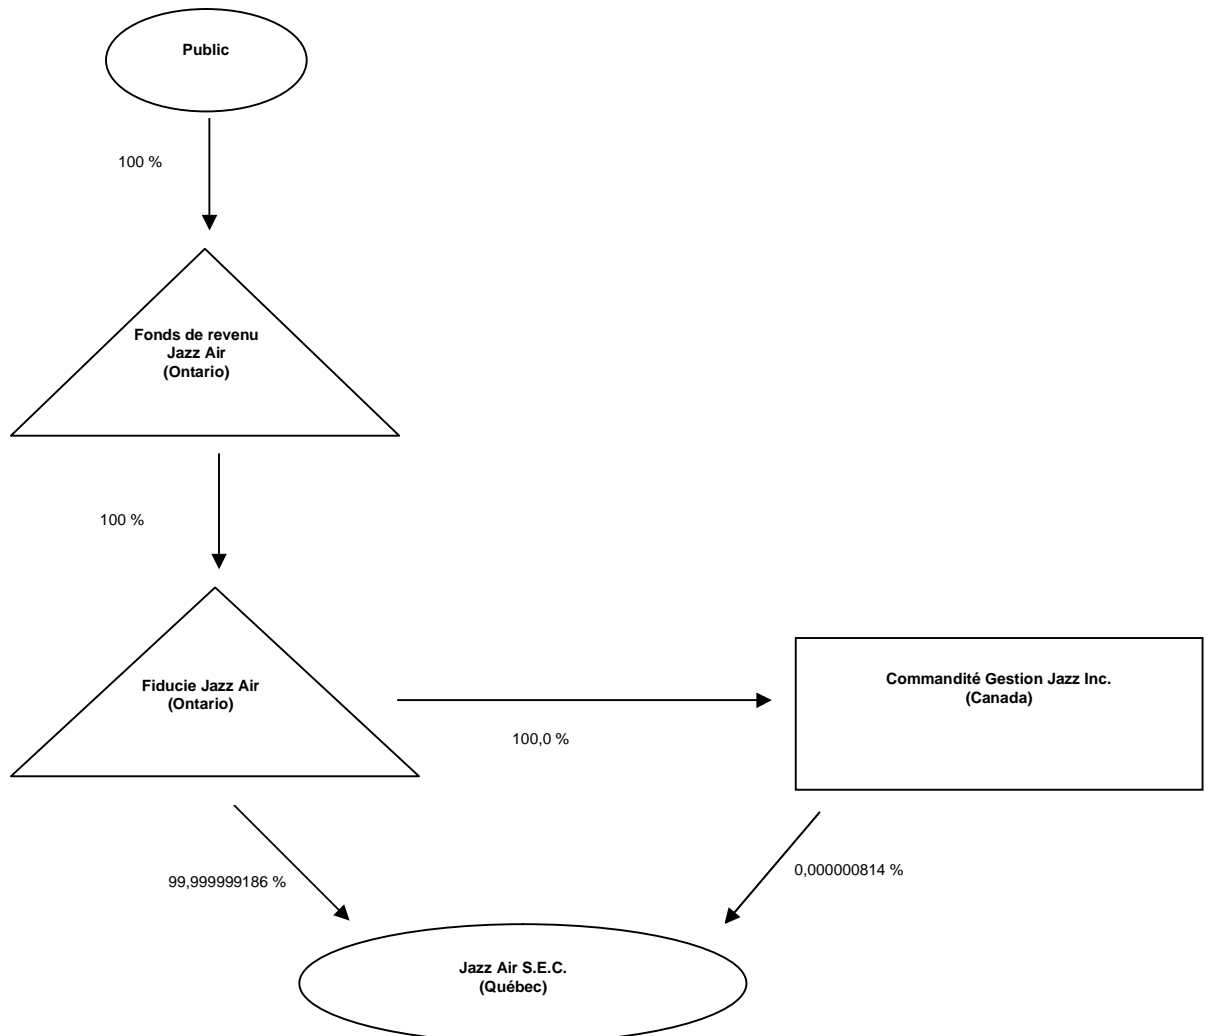 Public
100 %
Fonds de revenu
Jazz Air
(Ontario)
100 %
Fiducie Jazz Air
(Ontario)
Commandité Gestion Jazz Inc.
(Canada)
100,0 %
99,999999186 %
0,000000814 %
Jazz Air S.E.C.
(Québec)